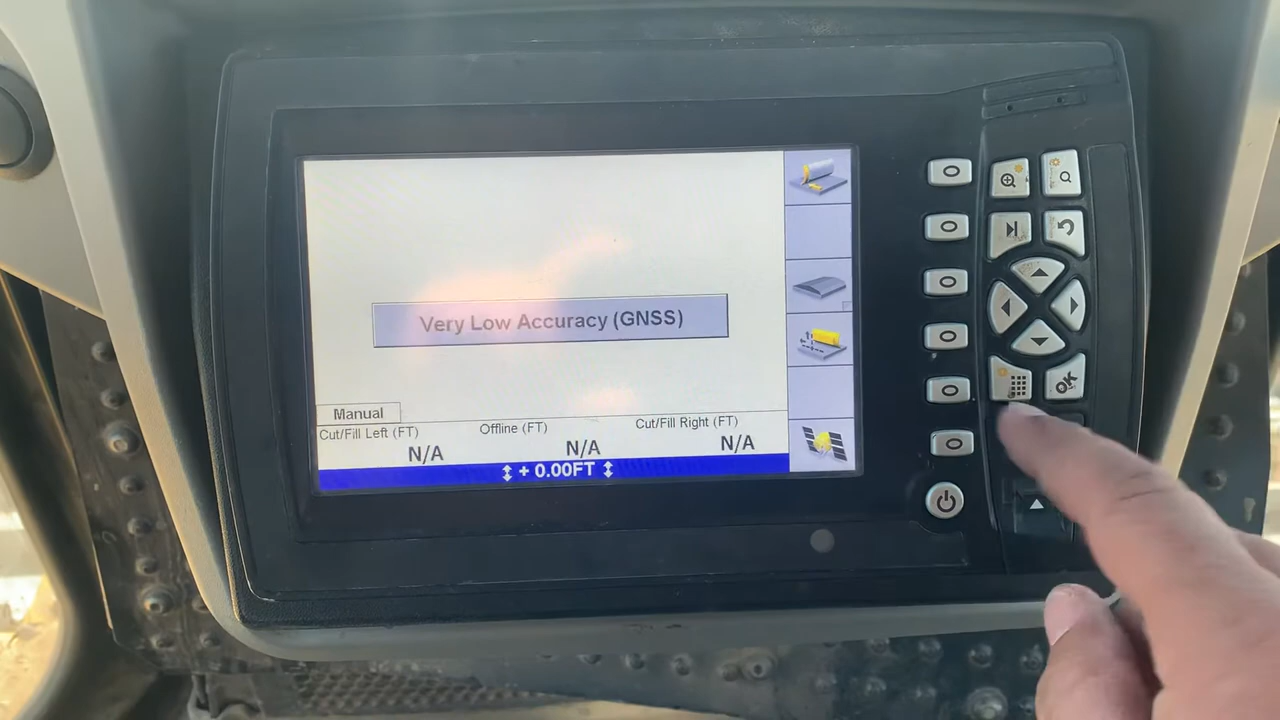 Very Low Accuracy (GNSS)
Manual
Cut/Fill Left (FT)
Offline (FT)
Cut/Fill Right (FT)
N/A
N/A
N/A
+ 0.00FT
OK